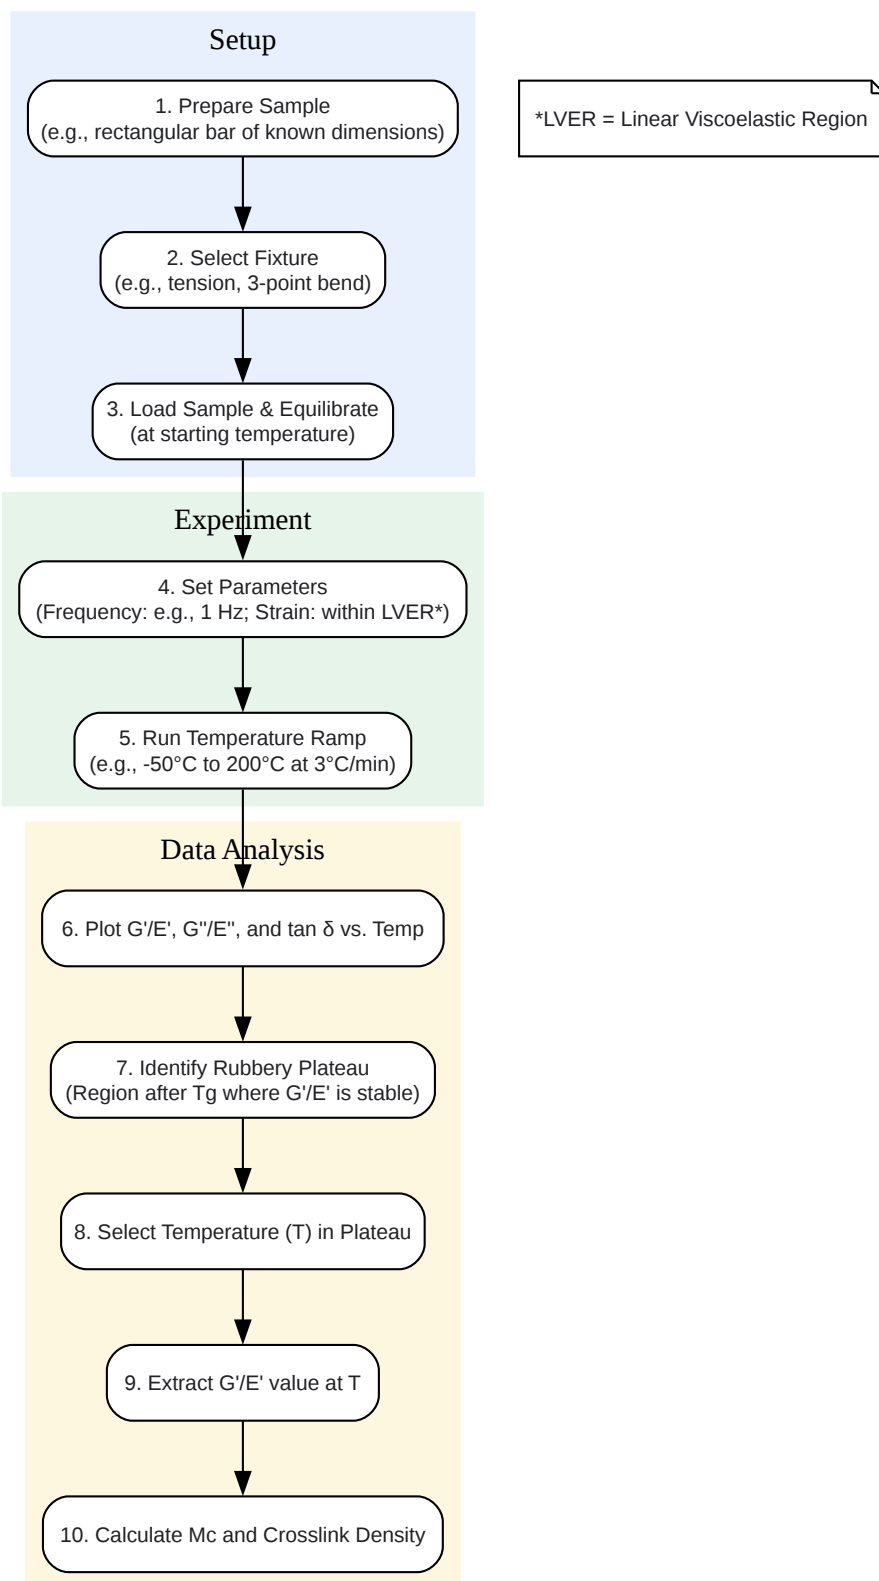 Setup
1. Prepare Sample
(e.g., rectangular bar of known dimensions)
*LVER = Linear Viscoelastic Region
2. Select Fixture
(e.g., tension, 3-point bend)
3. Load Sample & Equilibrate
(at starting temperature)
Experiment
4. Set Parameters
(Frequency: e.g., 1 Hz; Strain: within LVER*)
5. Run Temperature Ramp
(e.g., -50°C to 200°C at 3°C/min)
Data Analysis
6. Plot G'/E', G''/E'', and tan δ vs. Temp
7. Identify Rubbery Plateau
(Region after Tg where G'/E' is stable)
8. Select Temperature (T) in Plateau
9. Extract G'/E' value at T
10. Calculate Mc and Crosslink Density